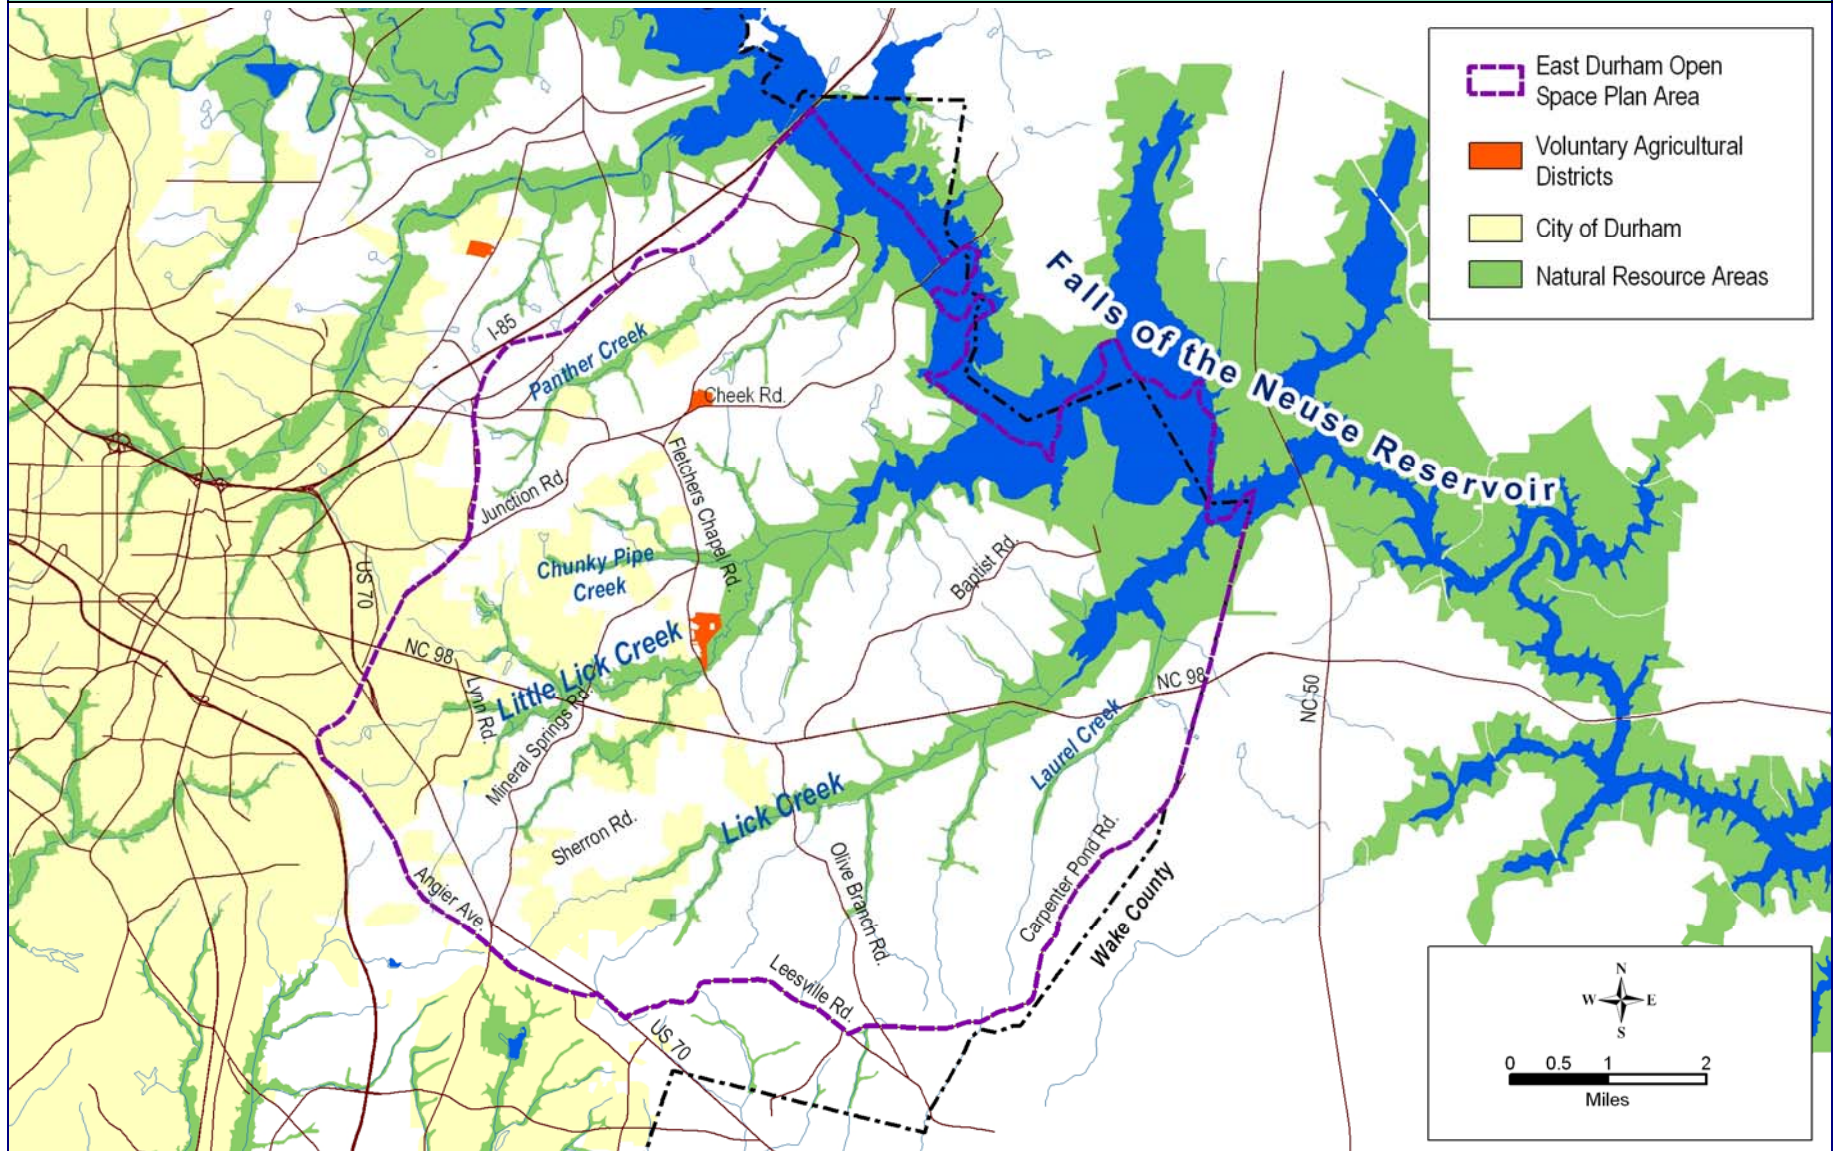 East Durham Open
Space Plan Area
Voluntary Agricultural
Districts
City of Durham
Natural Resource Areas
Falls of the Neuse Reservoir
I-85
Panther Creek
Cheek Rd.
Fletchers Chapel Rd.
Junction Rd.
Chunky Pipe
Creek
Baptist Rd.
US 70
NC 98
Little Lick Creek
Lynn Rd.
Mineral Springs Rd.
NC 98
NC 50
Laurel Creek
Lick Creek
Sherron Rd.
Olive Branch Rd.
Carpenter Pond Rd.
Wake County
Angier Ave.
Leesville Rd.
US 70
N
W E
S
0 0.5 1 2
Miles